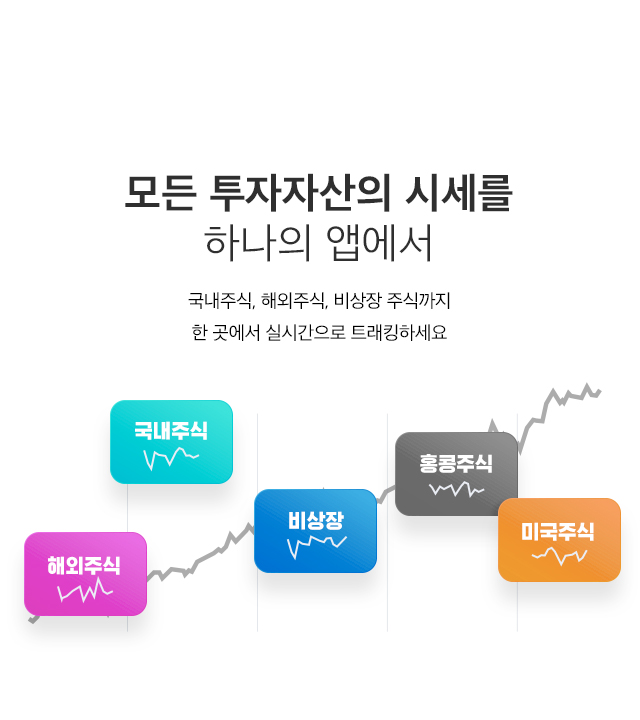 모든 투자자산의 시세를
하나의 앱에서
국내주식, 해외주식, 비상장 주식까지
한 곳에서 실시간으로 트래킹하세요
국내주식
홍콩주식
비상장
미국주식
해외주식